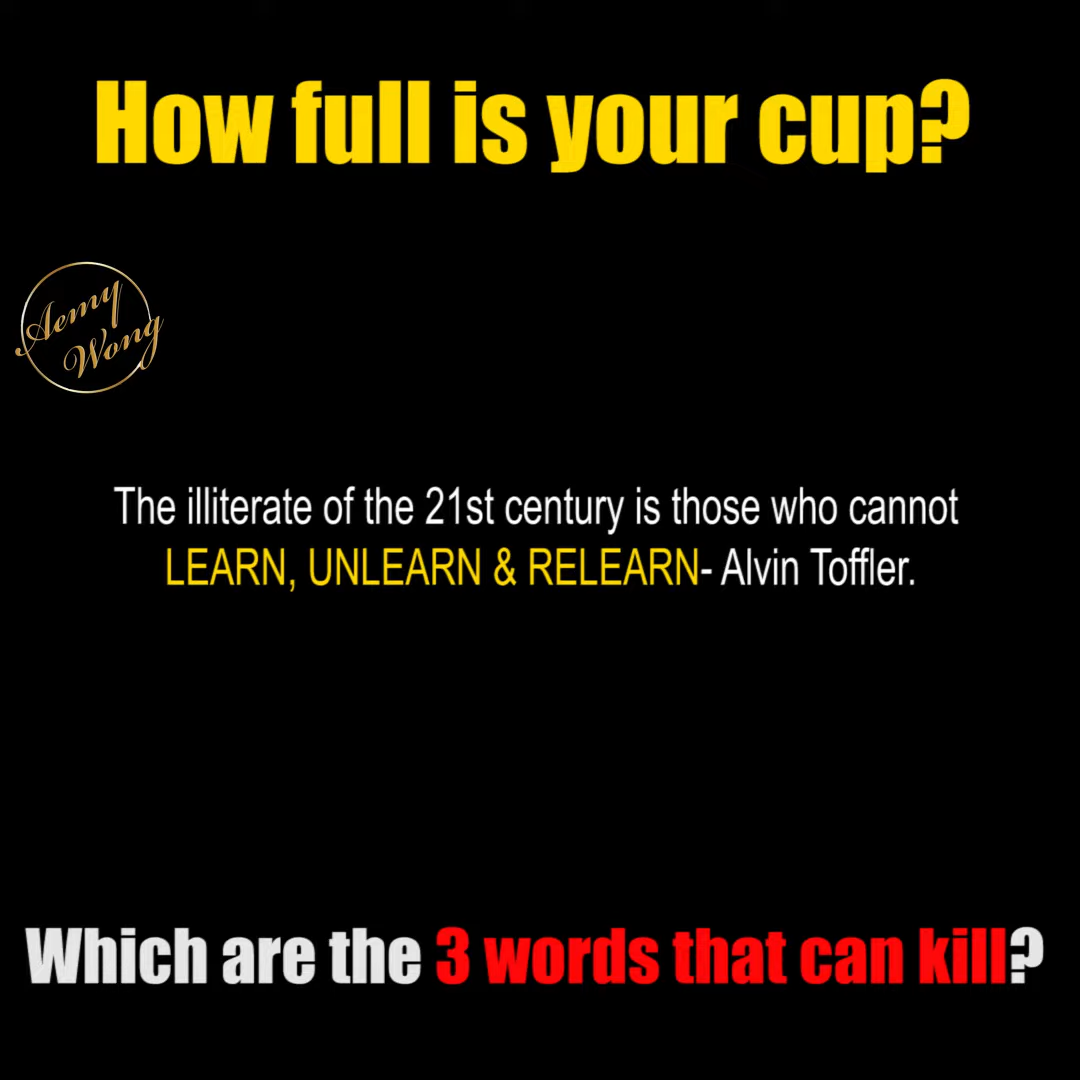 How full is your cup?
Aemy
Wong
The illiterate of the 21st century is those who cannot
LEARN, UNLEARN & RELEARN- Alvin Toffler.
Which are the 3 words that can kill?